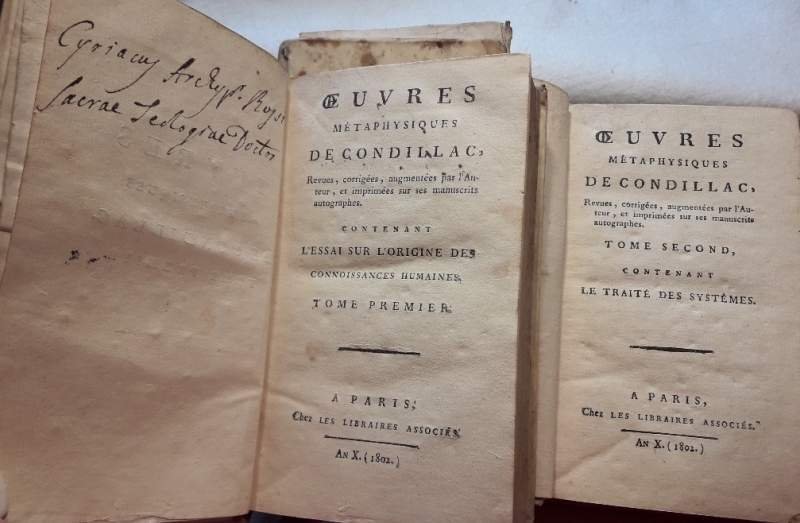 Cyriacus Archyp. Rossi
Sacrae Teologiae Doctor
ŒUVRES
MÉTAPHYSIQUES
DE CONDILLAC,
Revues, corrigées, augmentées par l'Au-
teur, et imprimées sur ses manuscrits
autographes.
CONTENANT
L'ESSAI SUR L'ORIGINE DES
CONNOISSANCES HUMAINES,
TOME PREMIER.
A PARIS,
Chez LES LIBRAIRES ASSOCIÉS.
AN X. (1802.)
ŒUVRES
MÉTAPHYSIQUES
DE CONDILLAC,
Revues, corrigées, augmentées par l'Au-
teur, et imprimées sur ses manuscrits
autographes.
TOME SECOND,
CONTENANT
LE TRAITÉ DES SYSTÊMES.
A PARIS,
Chez LES LIBRAIRES ASSOCIÉS.
AN X. (1802.)